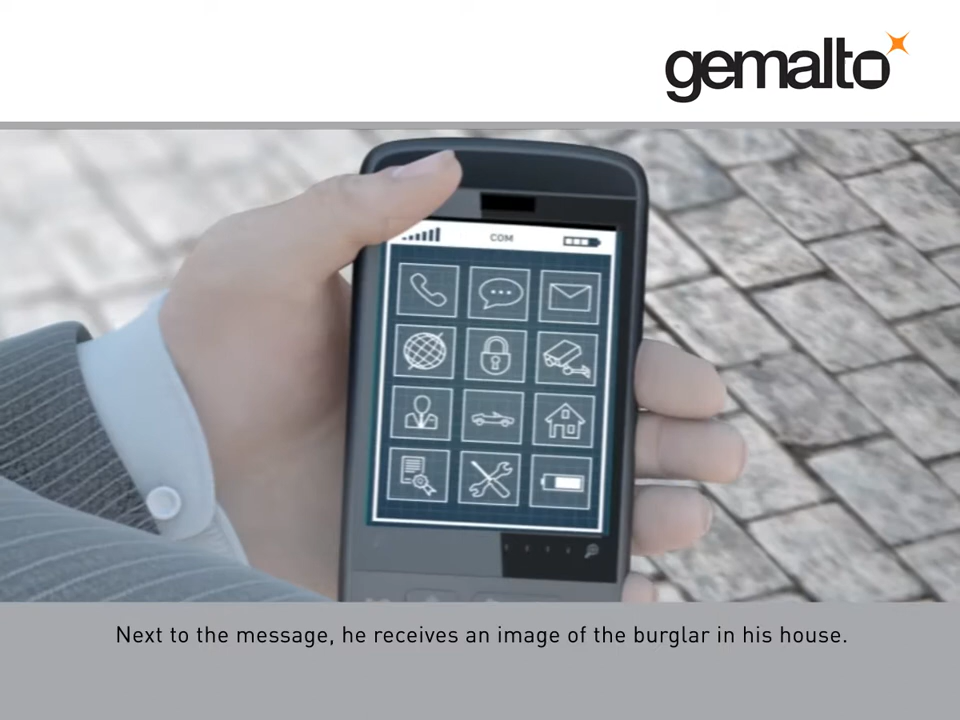 gemalto
COM
Next to the message, he receives an image of the burglar in his house.